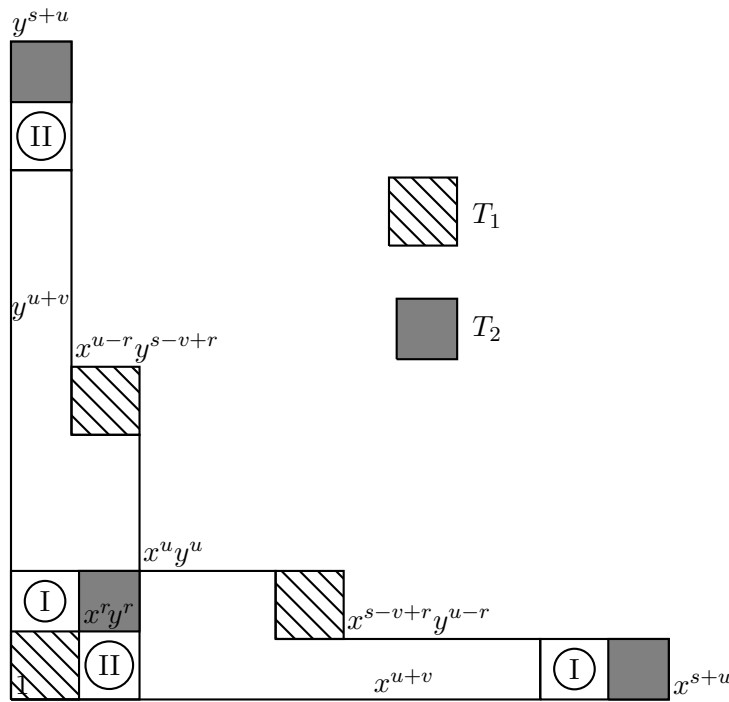 y^{s+u}
II
T_1
y^{u+v}
T_2
x^{u-r}y^{s-v+r}
x^u y^u
I
x^r y^r
x^{s-v+r}y^{u-r}
1
II
x^{u+v}
I
x^{s+u}